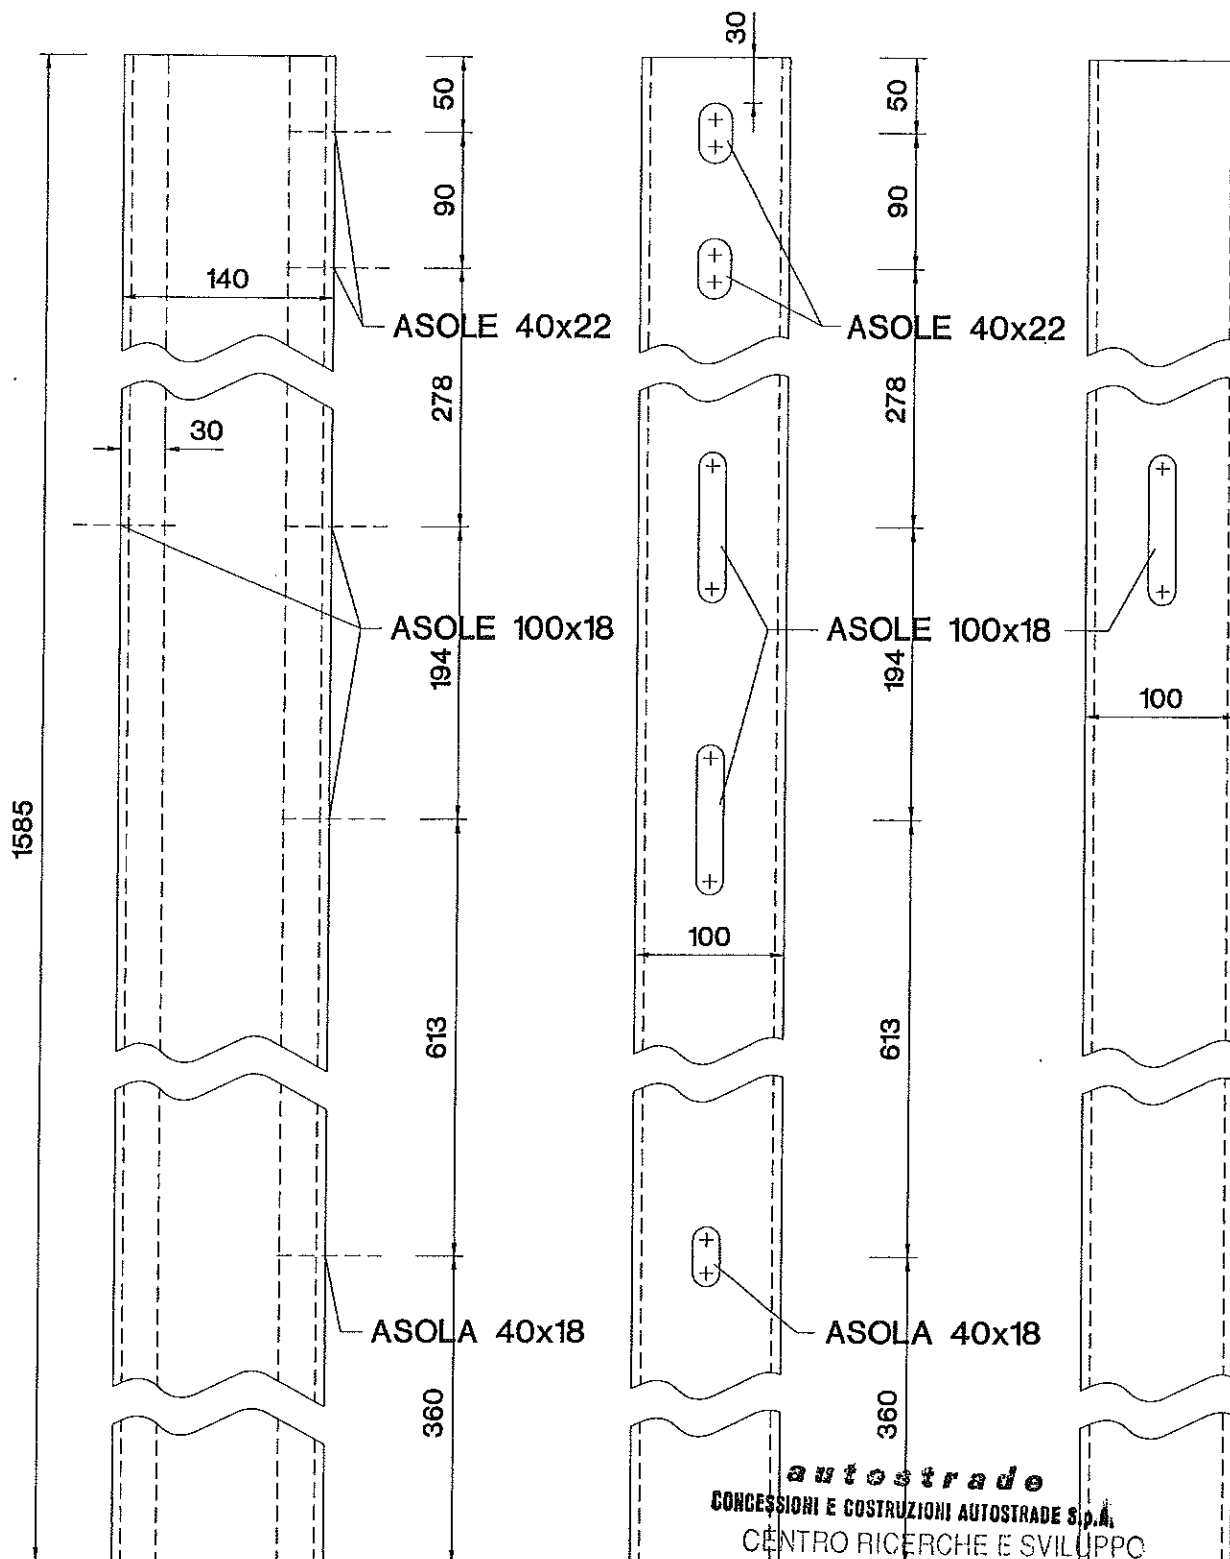 30
50
50
90
90
140
ASOLE 40x22
ASOLE 40x22
278
278
30
ASOLE 100x18
ASOLE 100x18
194
194
100
1585
100
613
613
ASOLA 40x18
ASOLA 40x18
360
360
autostrade
CONCESSIONI E COSTRUZIONI AUTOSTRADE S.p.A.
CENTRO RICERCHE E SVILUPPO